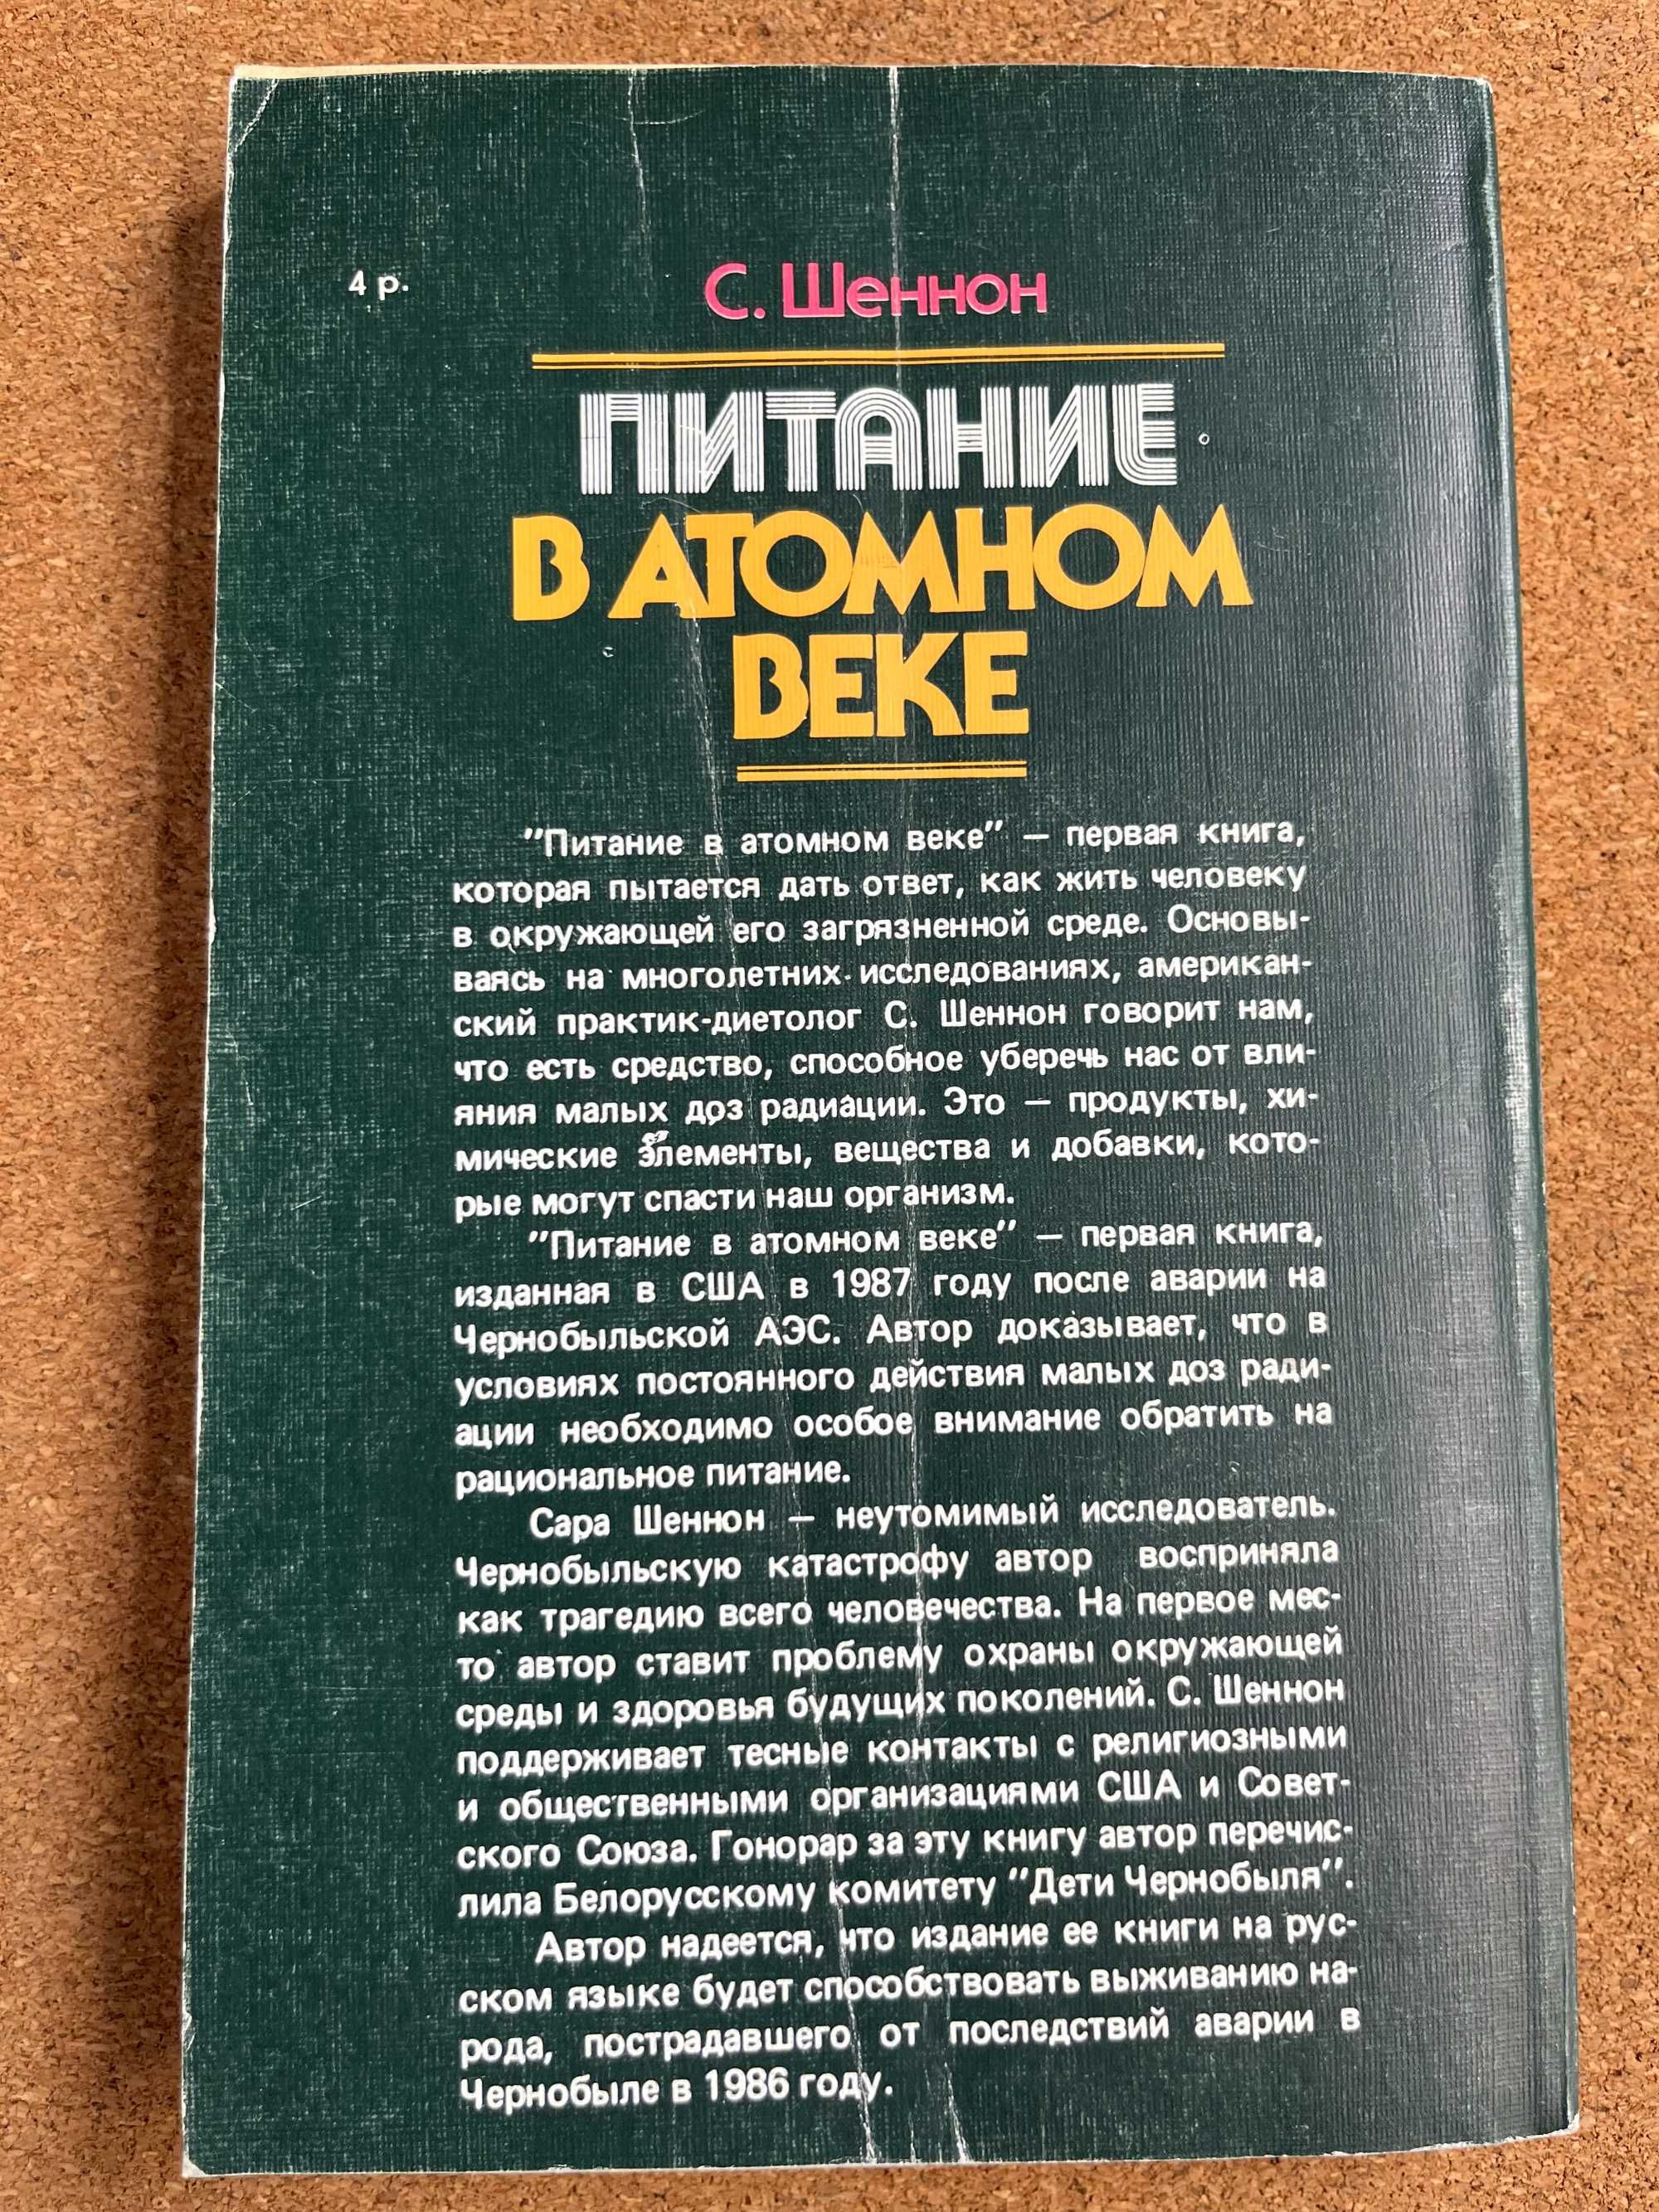 4 р.
С. Шеннон
ПИТАНИЕ
В АТОМНОМ
ВЕКЕ
"Питание в атомном веке" — первая книга,
которая пытается дать ответ, как жить человеку
в окружающей его загрязненной среде. Основы-
ваясь на многолетних исследованиях, американ-
ский практик-диетолог С. Шеннон говорит нам,
что есть средство, способное уберечь нас от вли-
яния малых доз радиации. Это — продукты, хи-
мические элементы, вещества и добавки, кото-
рые могут спасти наш организм.
"Питание в атомном веке" — первая книга,
изданная в США в 1987 году после аварии на
Чернобыльской АЭС. Автор доказывает, что в
условиях постоянного действия малых доз ради-
ации необходимо особое внимание обратить на
рациональное питание.
Сара Шеннон — неутомимый исследователь.
Чернобыльскую катастрофу автор восприняла
как трагедию всего человечества. На первое мес-
то автор ставит проблему охраны окружающей
среды и здоровья будущих поколений. С. Шеннон
поддерживает тесные контакты с религиозными
и общественными организациями США и Совет-
ского Союза. Гонорар за эту книгу автор перечис-
лила Белорусскому комитету "Дети Чернобыля".
Автор надеется, что издание ее книги на рус-
ском языке будет способствовать выживанию на-
рода, пострадавшего от последствий аварии в
Чернобыле в 1986 году.